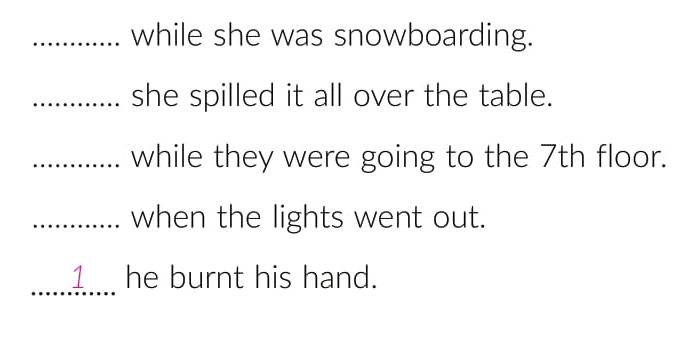 ............ while she was snowboarding.
............ she spilled it all over the table.
............ while they were going to the 7th floor.
............ when the lights went out.
.....1...... he burnt his hand.